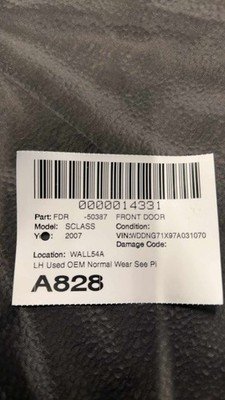 0000014331
Part: FDR -50387 FRONT DOOR
Model: SCLASS Condition:
2007 VIN:WDDNG71X97A031070
Damage Code:
Location: WALL54A
LH Used OEM Normal Wear See Pi
A828